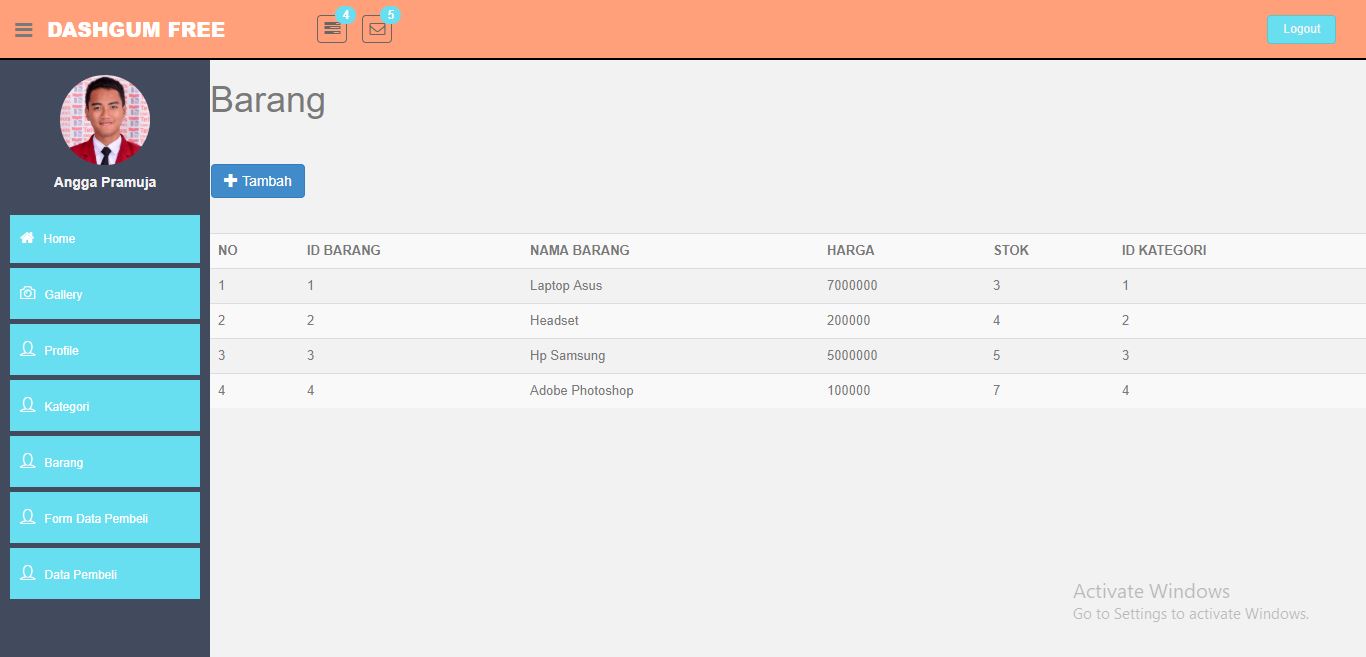 DASHGUM FREE
4
5
Logout
Angga Pramuja
Home
Gallery
Profile
Kategori
Barang
Form Data Pembeli
Data Pembeli
Barang
Tambah
NO ID BARANG NAMA BARANG HARGA STOK ID KATEGORI
1 1 Laptop Asus 7000000 3 1
2 2 Headset 200000 4 2
3 3 Hp Samsung 5000000 5 3
4 4 Adobe Photoshop 100000 7 4
Activate Windows
Go to Settings to activate Windows.